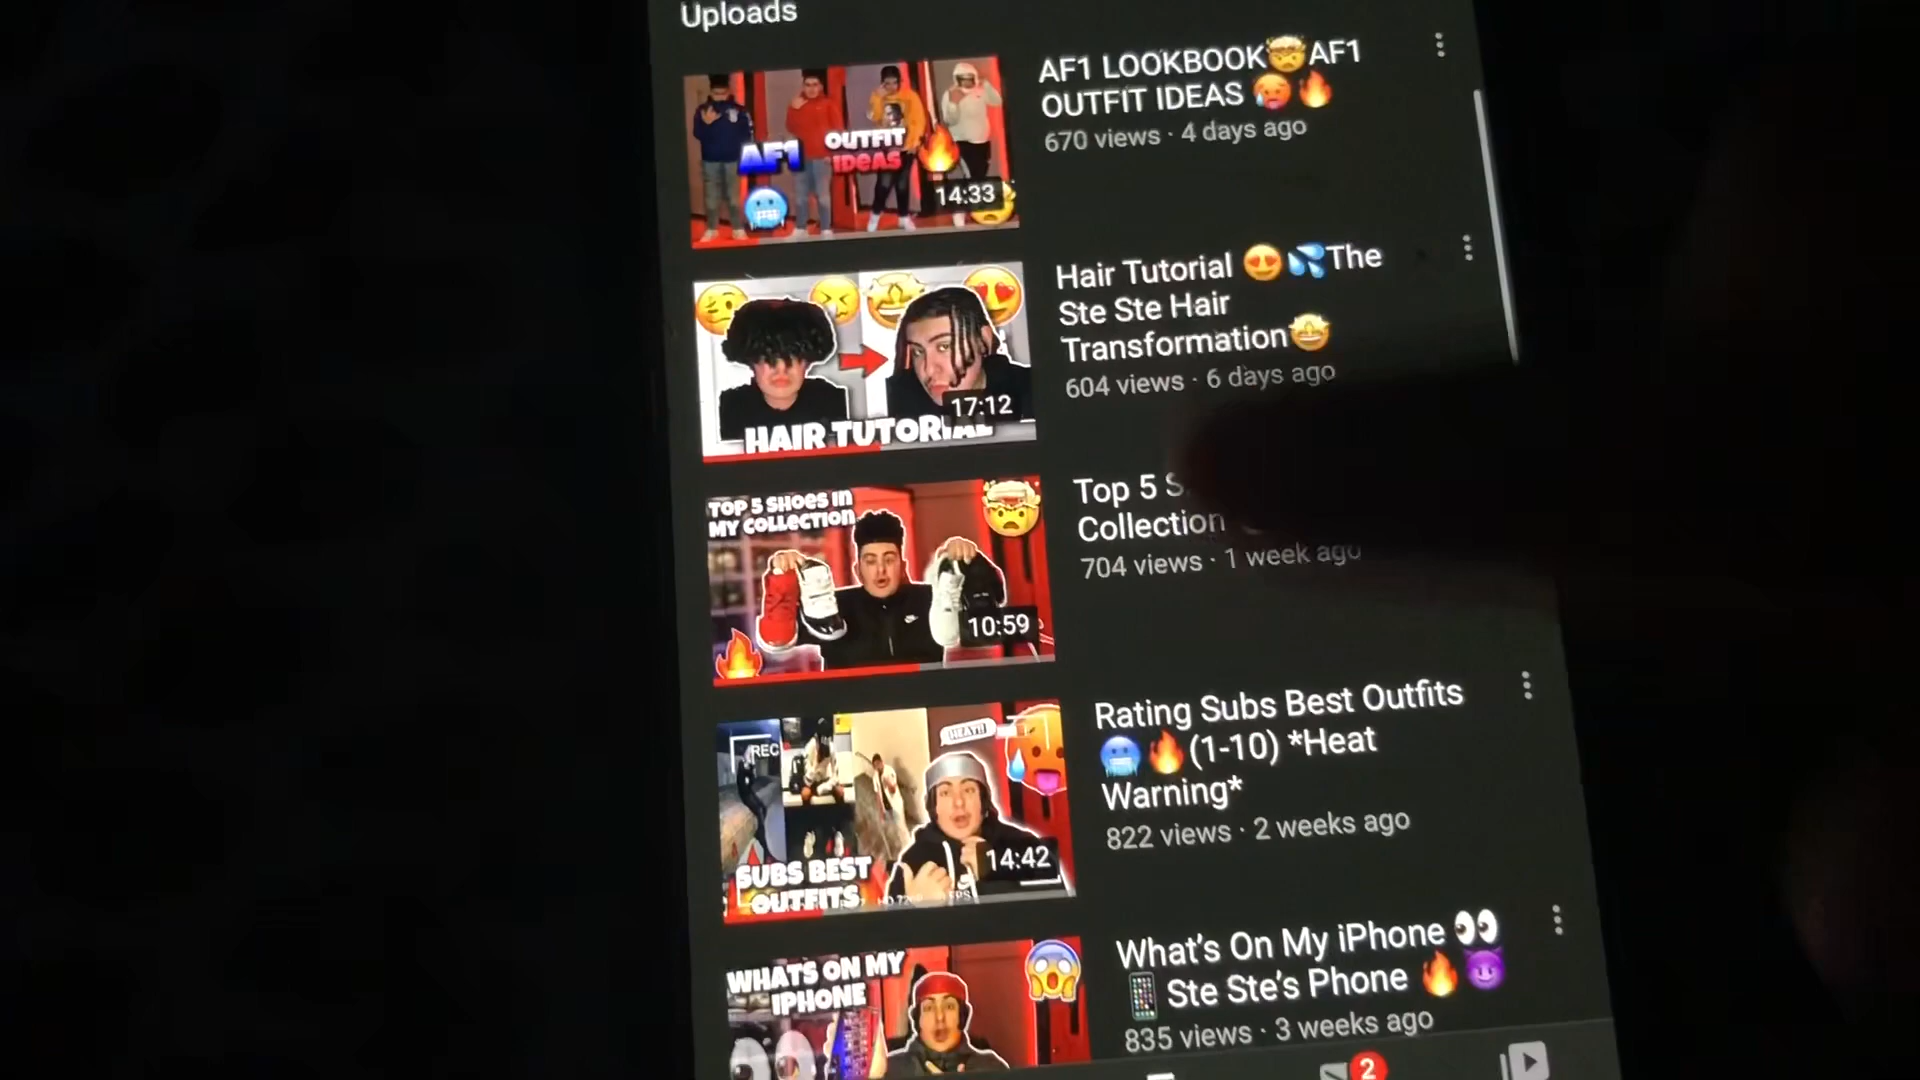 Uploads
AF1 LOOKBOOK🤯AF1
OUTFIT IDEAS 🥵🔥
670 views · 4 days ago
AF1
OUTFIT
IDEAS
14:33
Hair Tutorial 😍💦The
Ste Ste Hair
Transformation🤩
604 views · 6 days ago
17:12
HAIR TUTORIAL
Top 5 S
Collection
704 views · 1 week ago
TOP 5 SHOES IN
MY COLLECTION
10:59
Rating Subs Best Outfits
🥶🔥(1-10) *Heat
Warning*
822 views · 2 weeks ago
REC
HEAT!!
14:42
SUBS BEST
OUTFITS
What's On My iPhone 👀
📱Ste Ste's Phone 🔥😈
835 views · 3 weeks ago
WHATS ON MY
IPHONE
2